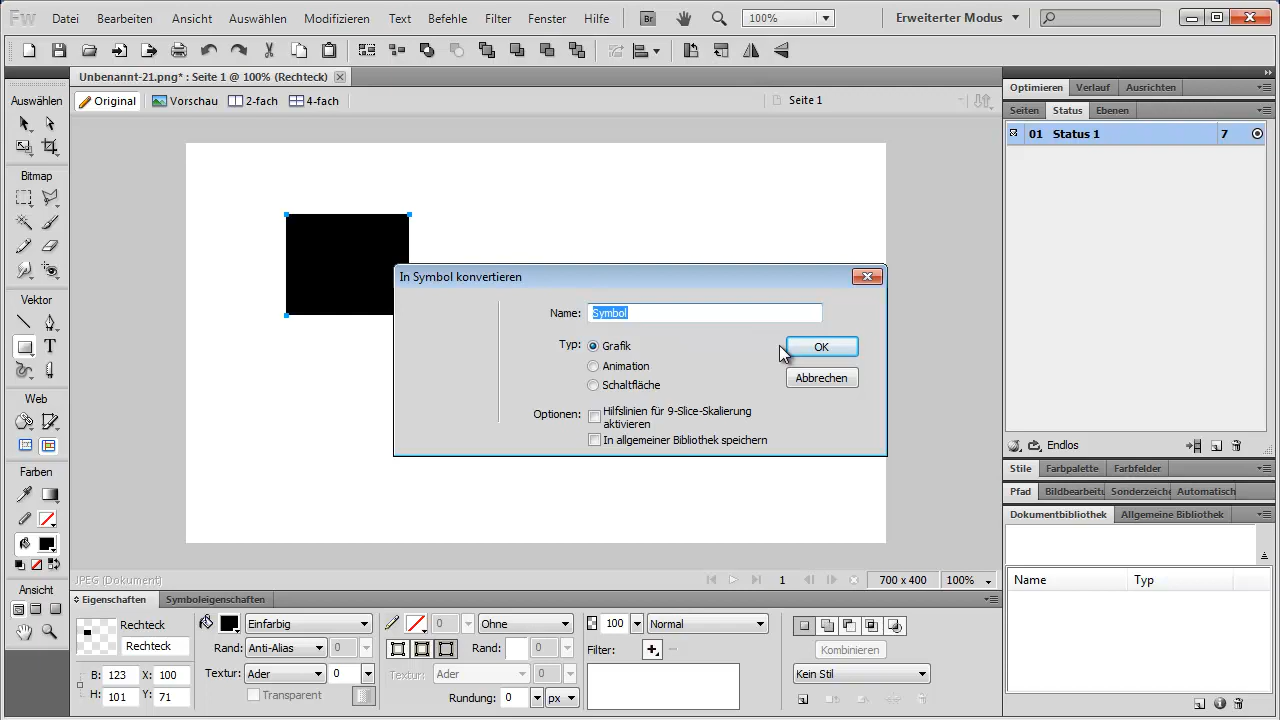 Fw Datei Bearbeiten Ansicht Auswählen Modifizieren Text Befehle Filter Fenster Hilfe Br 100% Erweiterter Modus
Unbenannt-21.png* : Seite 1 @ 100% (Rechteck)
Optimieren Verlauf Ausrichten
Auswählen
Original Vorschau 2-fach 4-fach Seite 1
Seiten Status Ebenen
01 Status 1 7
Bitmap
In Symbol konvertieren
Vektor
Name: Symbol
Typ: Grafik
OK
Animation
Abbrechen
Schaltfläche
Web
Optionen: Hilfslinien für 9-Slice-Skalierung
aktivieren
In allgemeiner Bibliothek speichern
Endlos
Farben
Stile Farbpalette Farbfelder
Pfad Bildbearbeitu Sonderzeiche Automatisch
Dokumentbibliothek Allgemeine Bibliothek
Name Typ
Ansicht
JPEG (Dokument) 1 700 x 400 100%
Eigenschaften Symboleigenschaften
Rechteck Einfarbig 0 Ohne 100 Normal
Rechteck Rand: Anti-Alias 0 Rand: 0 Filter: Kombinieren
B: 123 X: 100 Textur: Ader 0 Textur: Ader 0 Kein Stil
H: 101 Y: 71 Transparent Rundung: 0 px